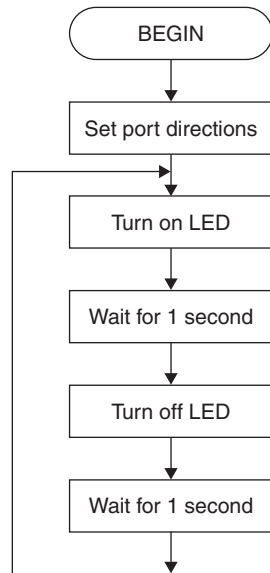 BEGIN
Set port directions
Turn on LED
Wait for 1 second
Turn off LED
Wait for 1 second